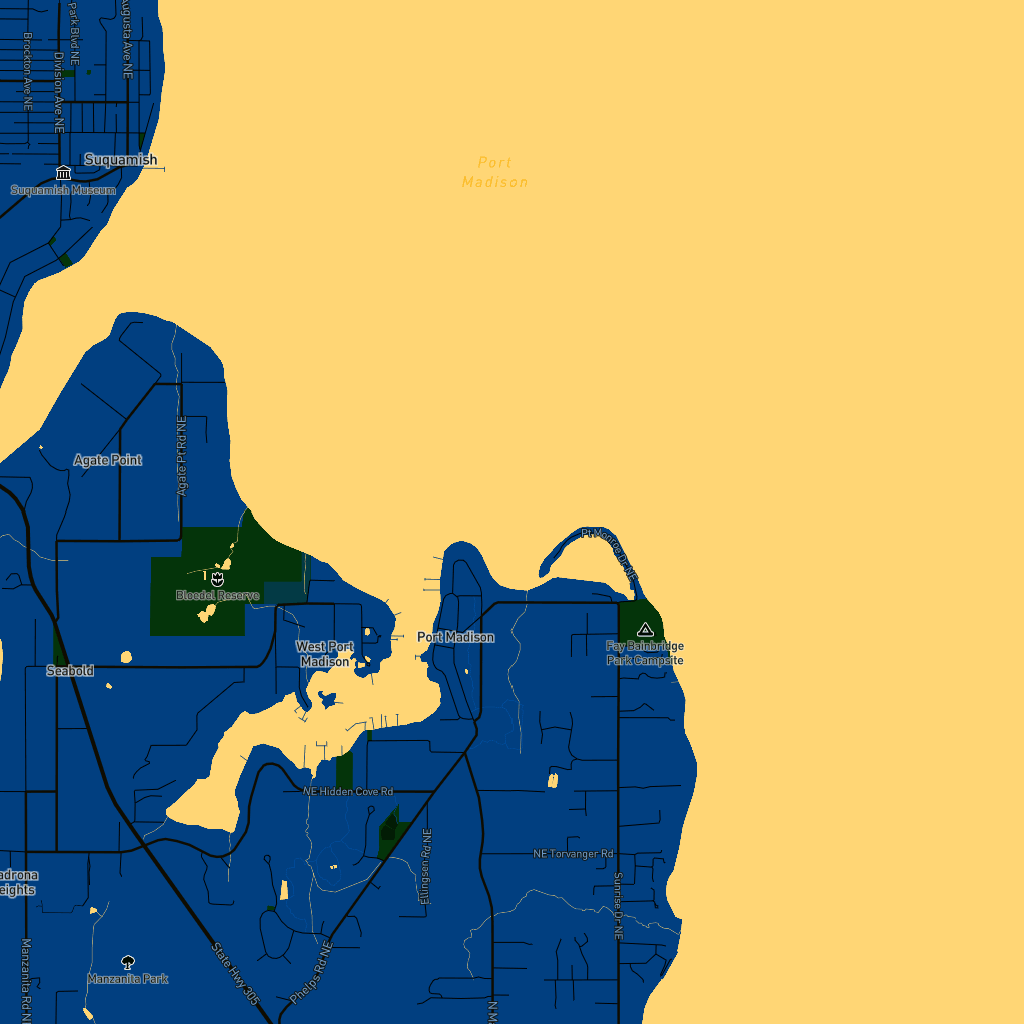 Park Blvd NE
Augusta Ave NE
Brockton Ave NE
Division Ave NE
Suquamish
Suquamish Museum
Port
Madison
Agate Pt Rd NE
Agate Point
Pt Monroe Dr NE
Bloedel Reserve
West Port
Madison
Port Madison
Fay Bainbridge
Park Campsite
Seabold
NE Hidden Cove Rd
Ellingsen Rd NE
NE Torvanger Rd
adrona
eights
Sunrise Dr NE
Manzanita Rd N
Manzanita Park
State Hwy 305
Phelps Rd NE
N M